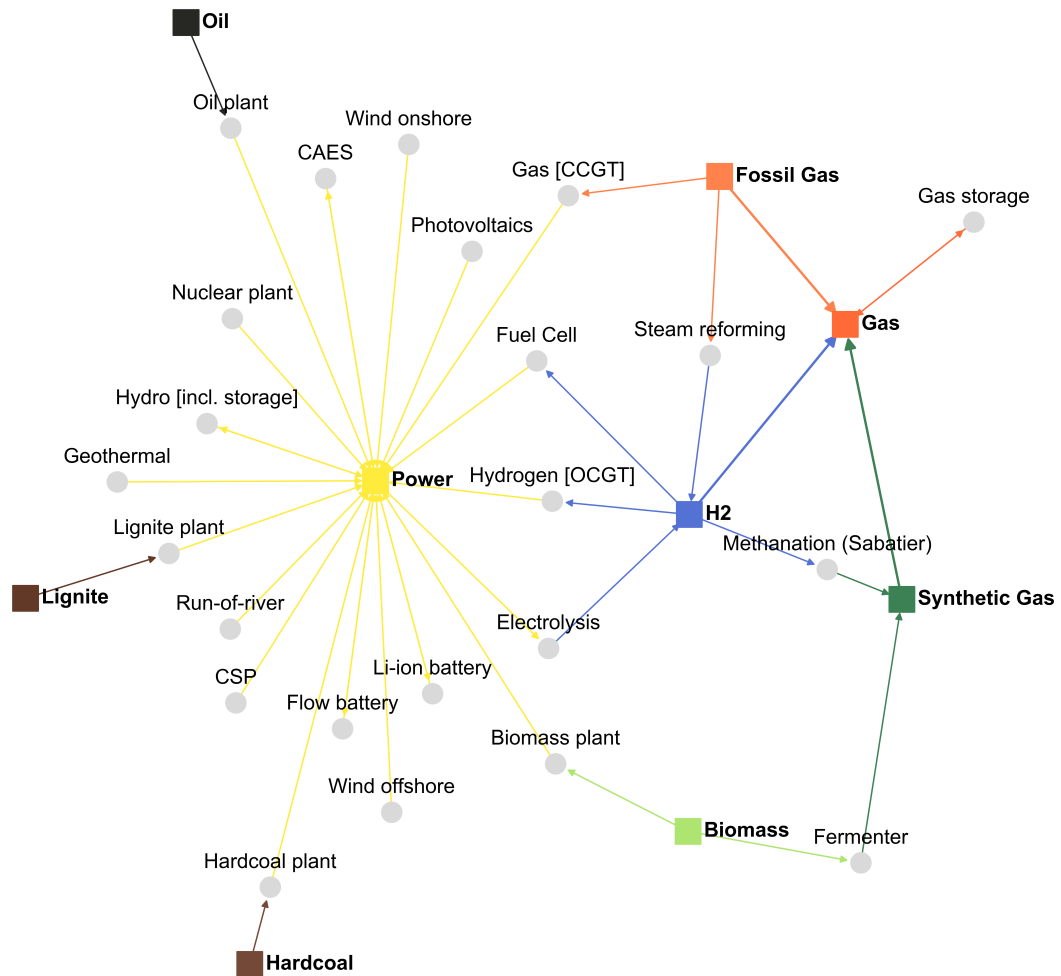 Oil
Oil plant
Wind onshore
CAES
Gas [CCGT]
Fossil Gas
Gas storage
Photovoltaics
Nuclear plant
Gas
Steam reforming
Fuel Cell
Hydro [incl. storage]
Geothermal
Power
Hydrogen [OCGT]
H2
Lignite plant
Methanation (Sabatier)
Lignite
Synthetic Gas
Run-of-river
Electrolysis
Li-ion battery
CSP
Flow battery
Biomass plant
Wind offshore
Biomass
Fermenter
Hardcoal plant
Hardcoal